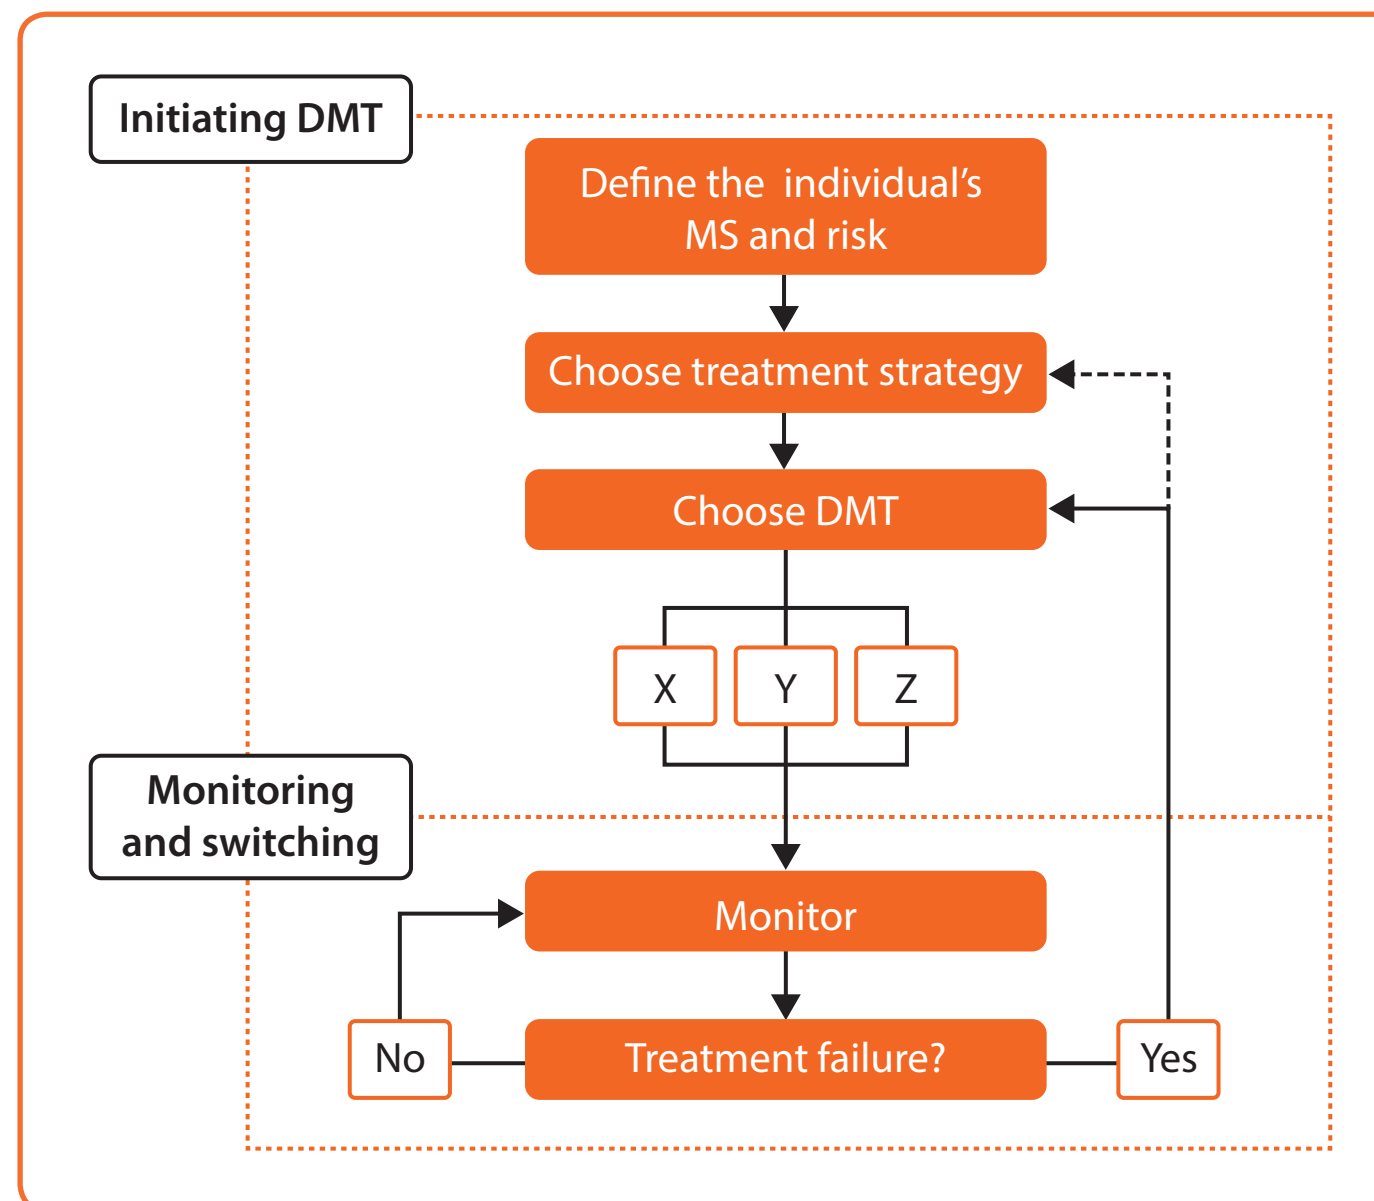 Initiating DMT
Define the individual's
MS and risk
Choose treatment strategy
Choose DMT
X Y Z
Monitoring
and switching
Monitor
No Treatment failure? Yes